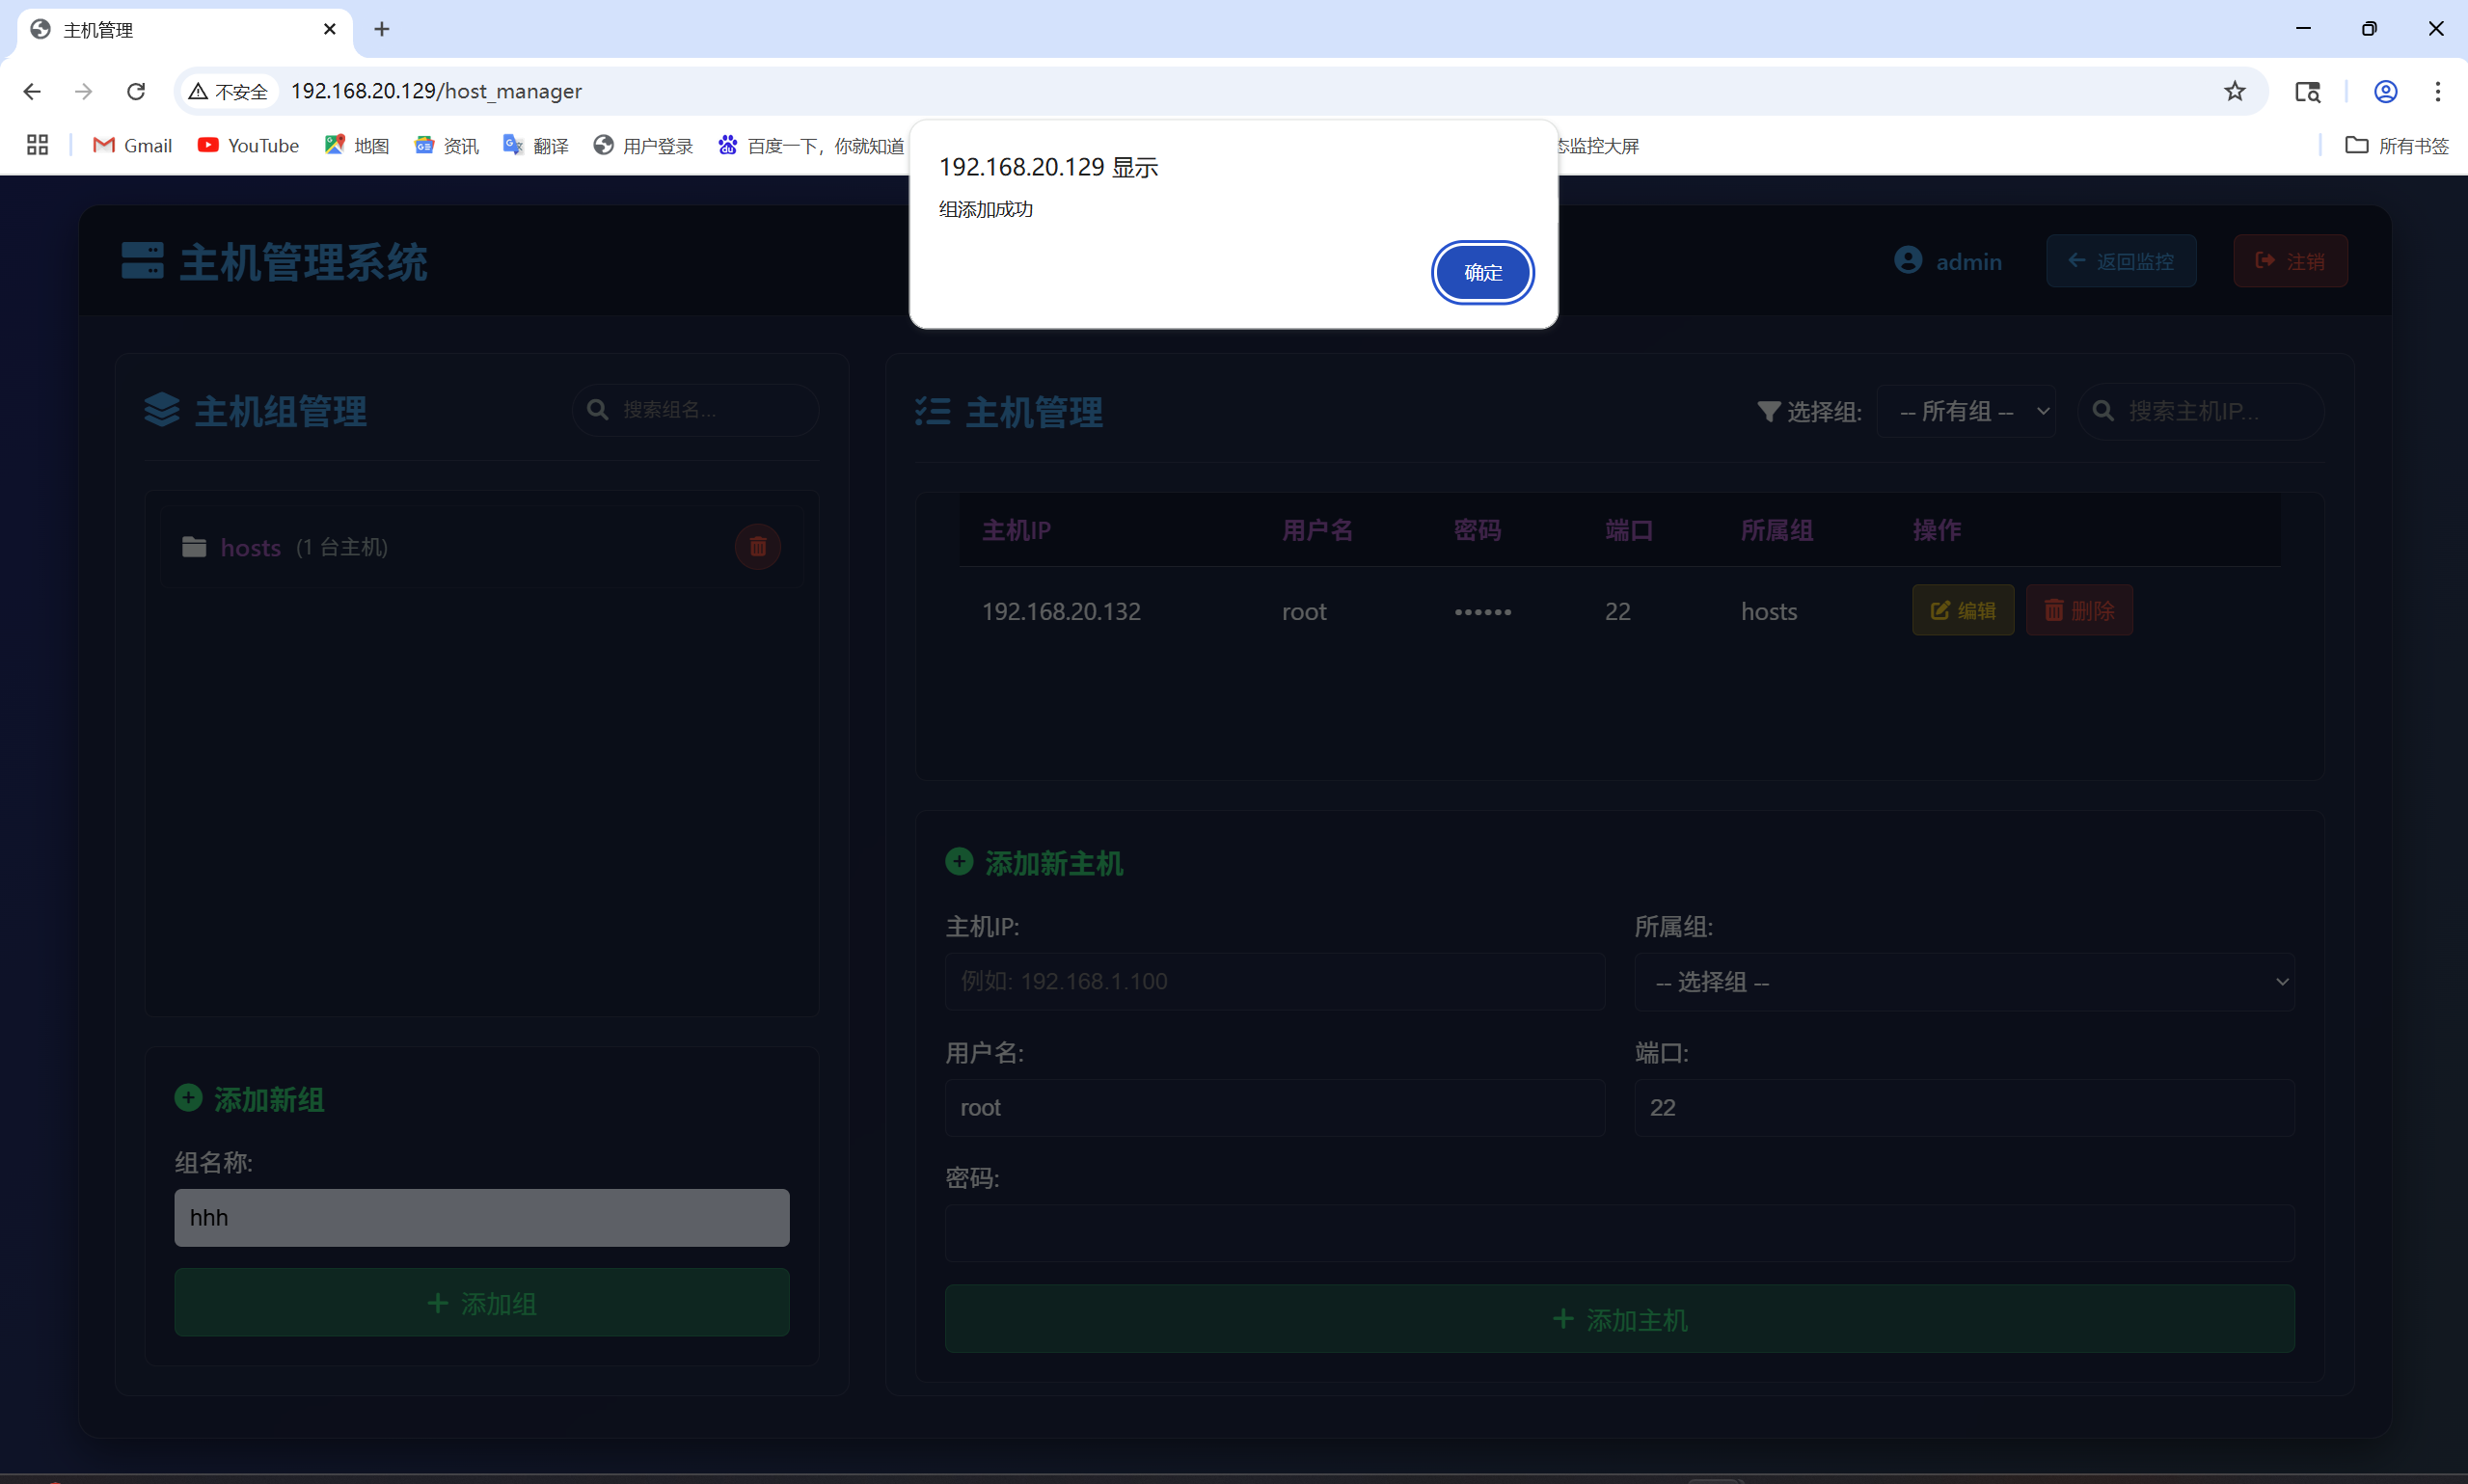 主机管理
不安全 192.168.20.129/host_manager
Gmail YouTube 地图 资讯 翻译 用户登录 百度一下，你就知道 监控大屏 所有书签
192.168.20.129 显示
组添加成功
确定
主机管理系统 admin 返回监控 注销
主机组管理 搜索组名...
hosts (1 台主机)
添加新组
组名称:
hhh
添加组
主机管理 选择组: -- 所有组 -- 搜索主机IP...
主机IP 用户名 密码 端口 所属组 操作
192.168.20.132 root •••••• 22 hosts 编辑 删除
添加新主机
主机IP: 所属组:
例如: 192.168.1.100 -- 选择组 --
用户名: 端口:
root 22
密码:
添加主机